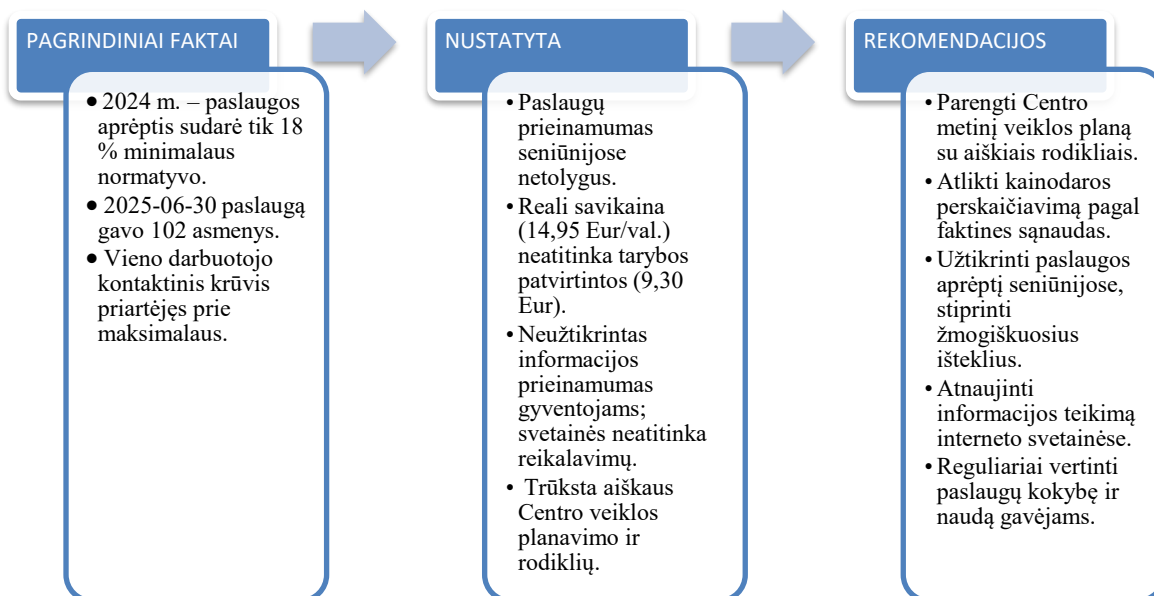 PAGRINDINIAI FAKTAI
• 2024 m. – paslaugos
aprėptis sudarė tik 18
% minimalaus
normatyvo.
• 2025-06-30 paslaugą
gavo 102 asmenys.
• Vieno darbuotojo
kontaktinis krūvis
priartėjęs prie
maksimalaus.
NUSTATYTA
• Paslaugų
prieinamumas
seniūnijose
netolygus.
• Reali savikaina
(14,95 Eur/val.)
neatitinka tarybos
patvirtintos (9,30
Eur).
• Neužtikrintas
informacijos
prieinamumas
gyventojams;
svetainės neatitinka
reikalavimų.
• Trūksta aiškaus
Centro veiklos
planavimo ir
rodiklių.
REKOMENDACIJOS
• Parengti Centro
metinį veiklos planą
su aiškiais rodikliais.
• Atlikti kainodaros
perskaičiavimą pagal
faktines sąnaudas.
• Užtikrinti paslaugos
aprėptį seniūnijose,
stiprinti
žmogiškuosius
išteklius.
• Atnaujinti
informacijos teikimą
interneto svetainėse.
• Reguliariai vertinti
paslaugų kokybę ir
naudą gavėjams.